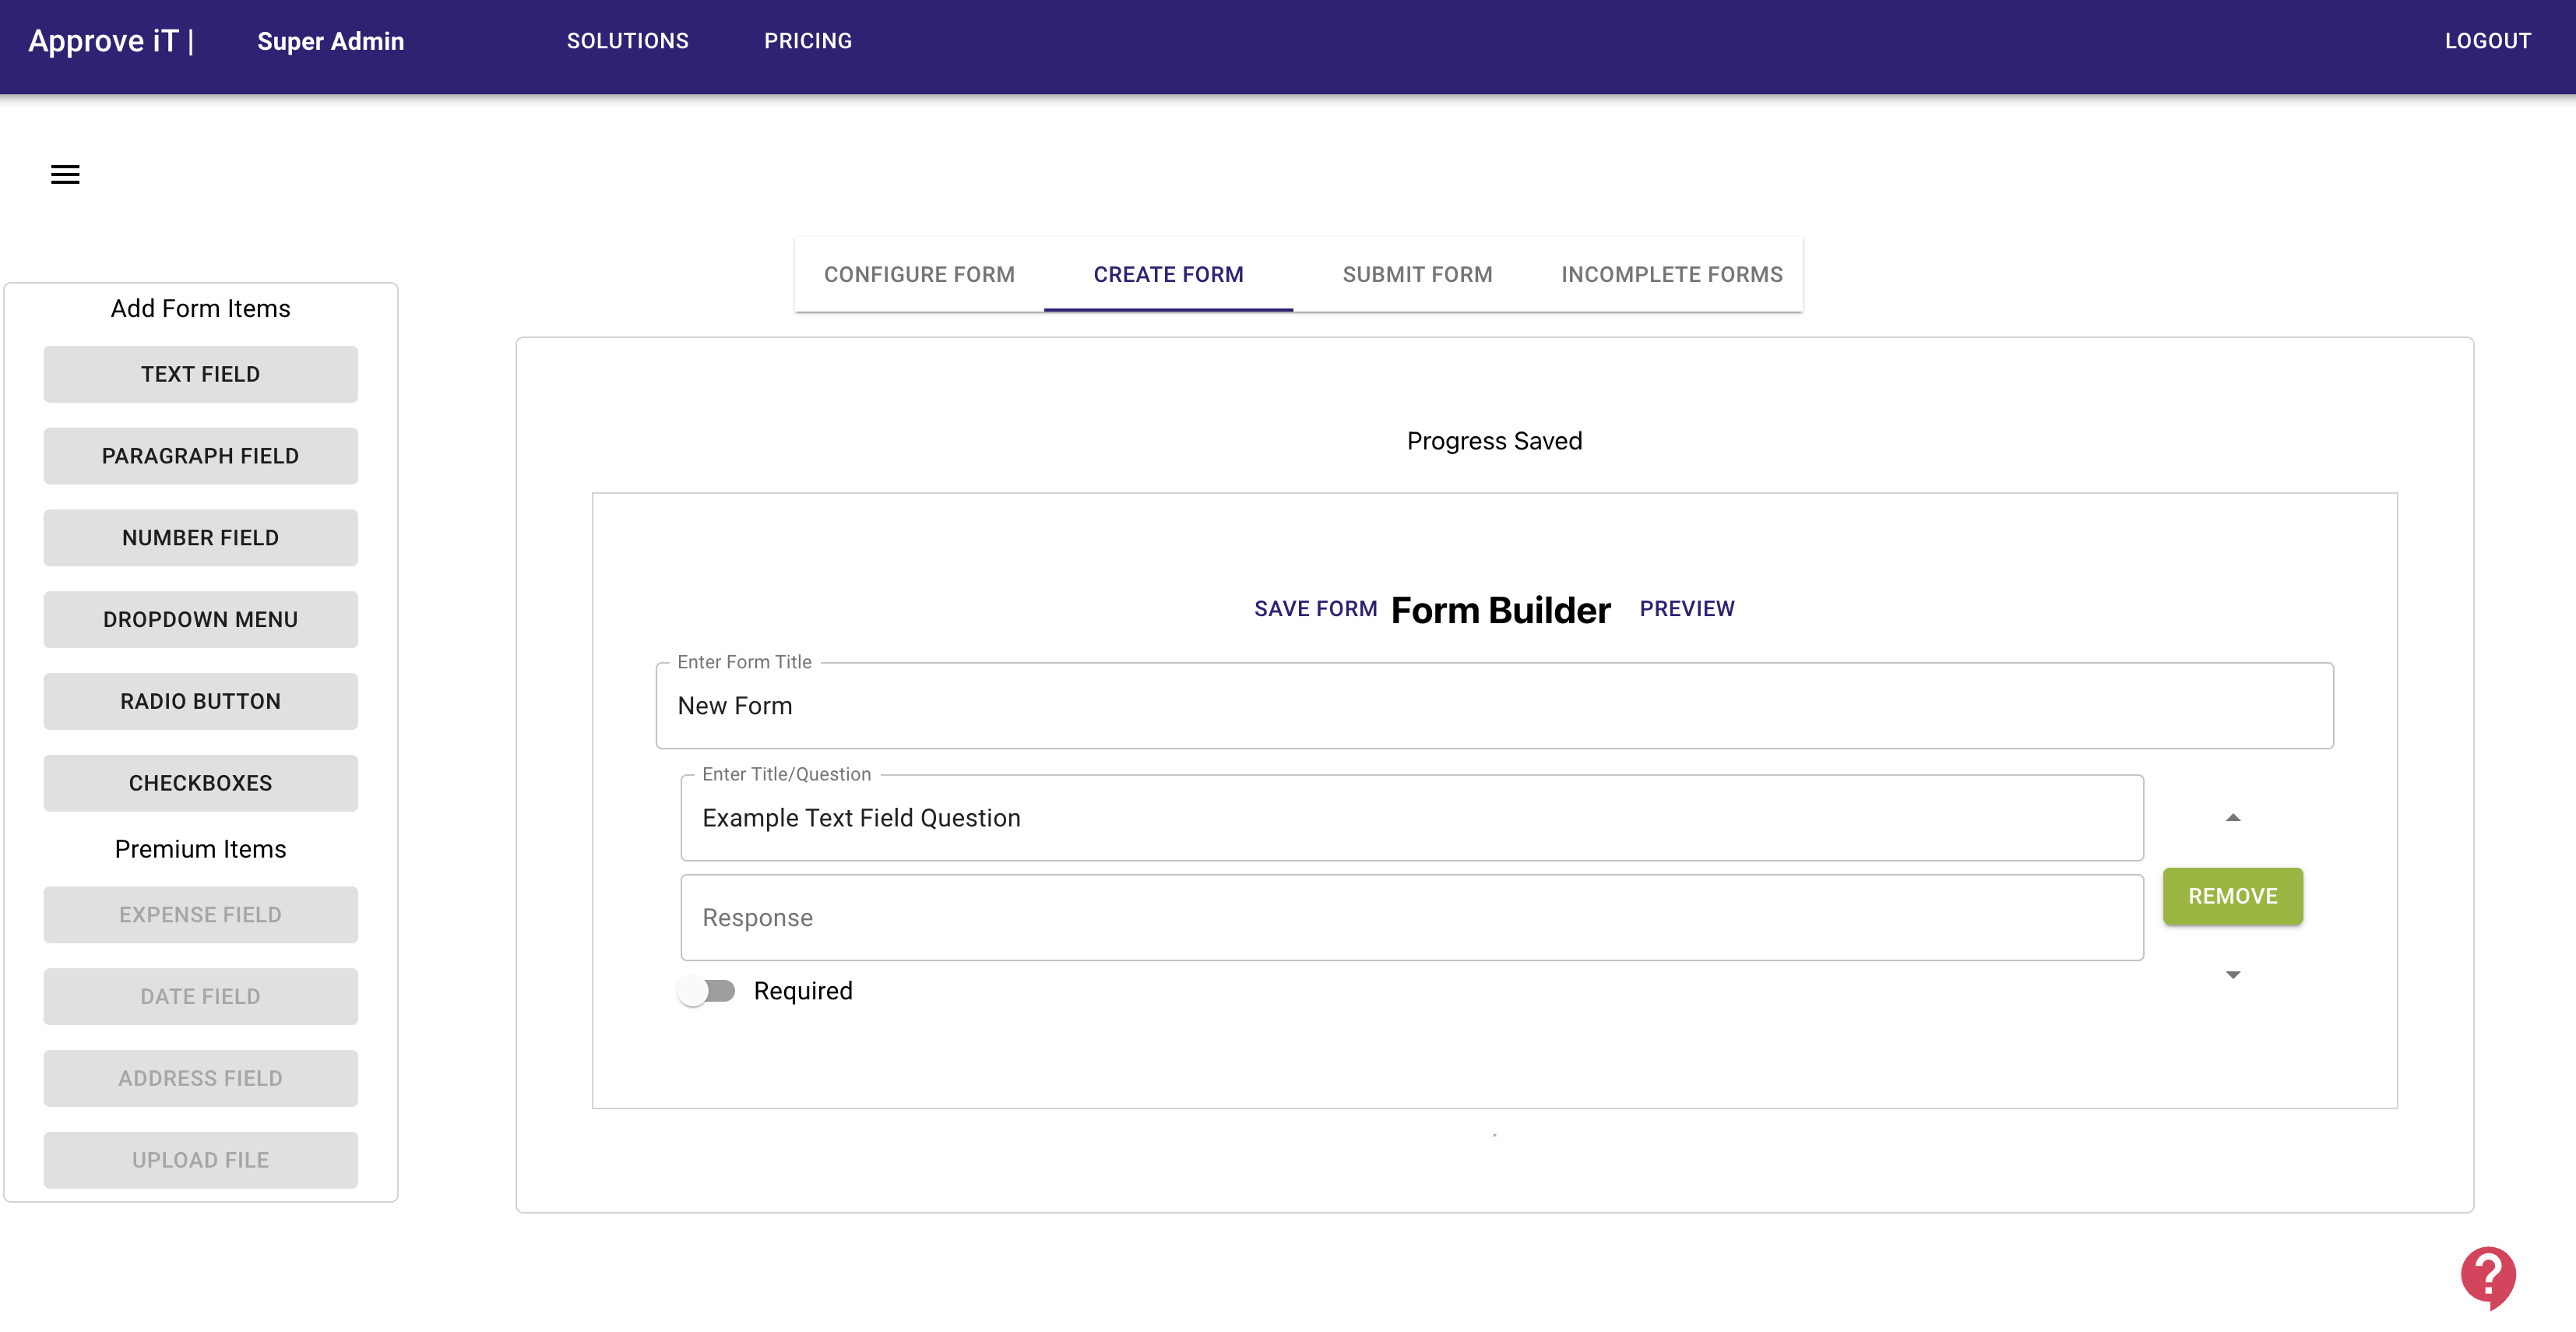 Approve iT | Super Admin SOLUTIONS PRICING LOGOUT
CONFIGURE FORM CREATE FORM SUBMIT FORM INCOMPLETE FORMS
Add Form Items
TEXT FIELD
PARAGRAPH FIELD
NUMBER FIELD
DROPDOWN MENU
RADIO BUTTON
CHECKBOXES
Premium Items
EXPENSE FIELD
DATE FIELD
ADDRESS FIELD
UPLOAD FILE
Progress Saved
SAVE FORM Form Builder PREVIEW
Enter Form Title
New Form
Enter Title/Question
Example Text Field Question
Response
REMOVE
Required
?